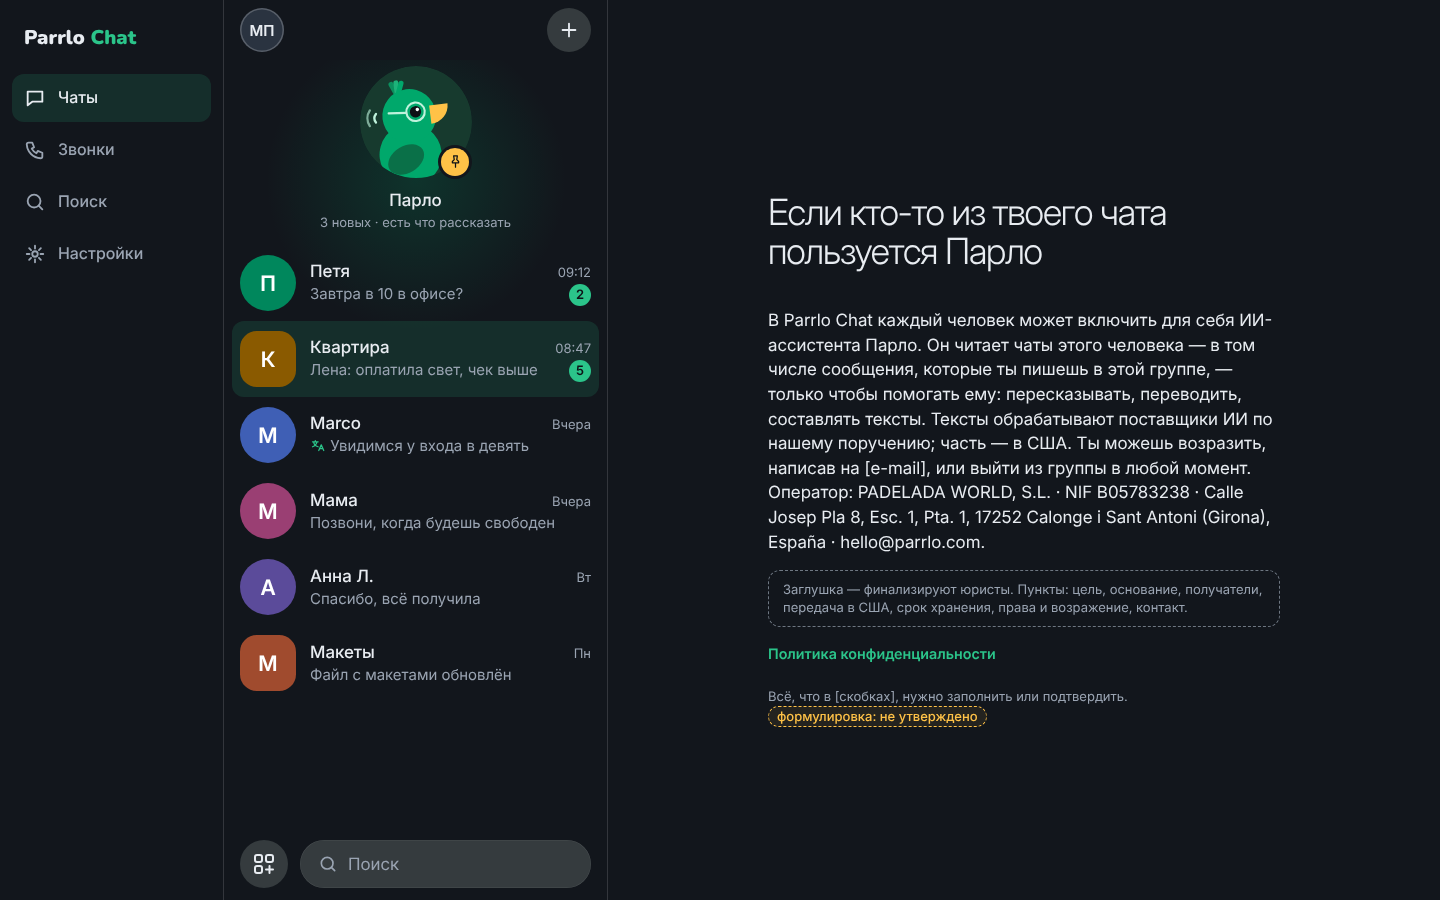 Parrlo Chat
Чаты
Звонки
Поиск
Настройки
МП
Парло
3 новых · есть что рассказать
П
Петя
09:12
Завтра в 10 в офисе?
2
К
Квартира
08:47
Лена: оплатила свет, чек выше
5
M
Marco
Вчера
Увидимся у входа в девять
М
Мама
Вчера
Позвони, когда будешь свободен
А
Анна Л.
Вт
Спасибо, всё получила
М
Макеты
Пн
Файл с макетами обновлён
Поиск
Если кто-то из твоего чата
пользуется Парло
В Parrlo Chat каждый человек может включить для себя ИИ-
ассистента Парло. Он читает чаты этого человека — в том
числе сообщения, которые ты пишешь в этой группе, —
только чтобы помогать ему: пересказывать, переводить,
составлять тексты. Тексты обрабатывают поставщики ИИ по
нашему поручению; часть — в США. Ты можешь возразить,
написав на [e-mail], или выйти из группы в любой момент.
Оператор: PADELADA WORLD, S.L. · NIF B05783238 · Calle
Josep Pla 8, Esc. 1, Pta. 1, 17252 Calonge i Sant Antoni (Girona),
España · hello@parrlo.com.
Заглушка — финализируют юристы. Пункты: цель, основание, получатели,
передача в США, срок хранения, права и возражение, контакт.
Политика конфиденциальности
Всё, что в [скобках], нужно заполнить или подтвердить.
формулировка: не утверждено